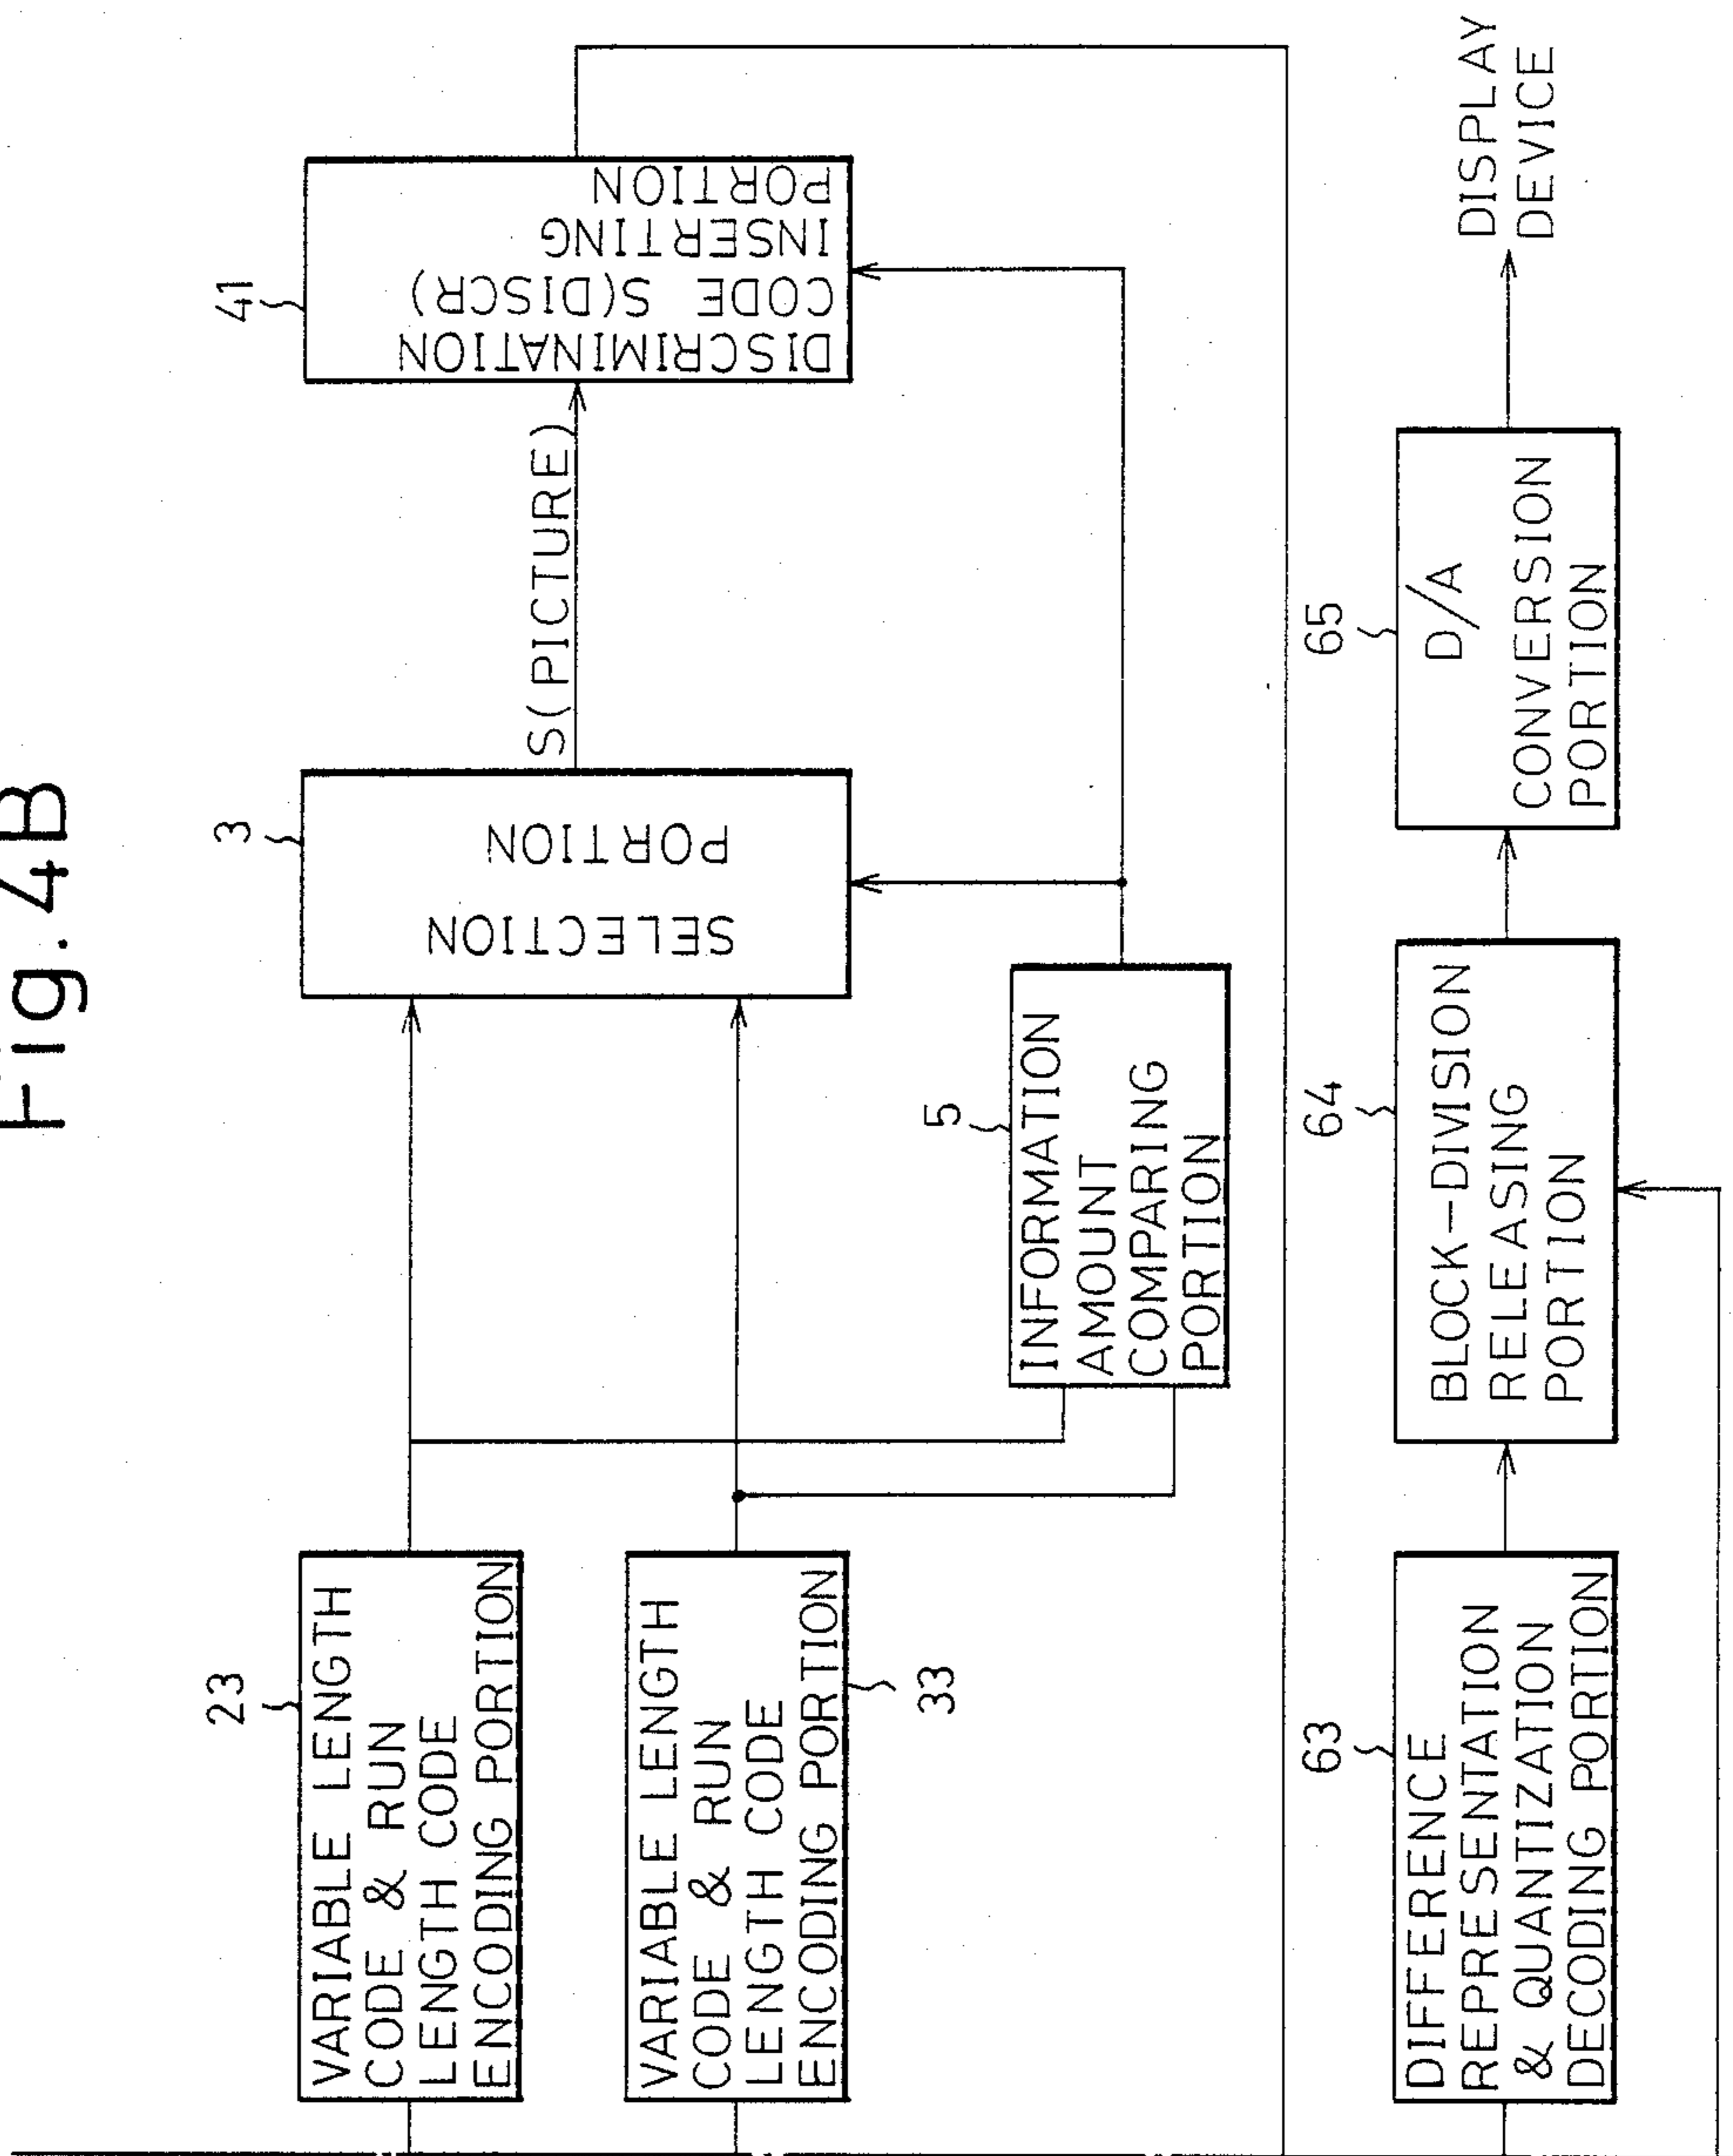 Fig. 4B
23
VARIABLE LENGTH
CODE & RUN
LENGTH CODE
ENCODING PORTION
VARIABLE LENGTH
CODE & RUN
LENGTH CODE
ENCODING PORTION
33
3
SELECTION
PORTION
S(PICTURE)
41
DISCRIMINATION
CODE S(DISCR)
INSERTING
PORTION
5
INFORMATION
AMOUNT
COMPARING
PORTION
63
DIFFERENCE
REPRESENTATION
& QUANTIZATION
DECODING PORTION
64
BLOCK-DIVISION
RELEASING
PORTION
65
D/A
CONVERSION
PORTION
DISPLAY
DEVICE